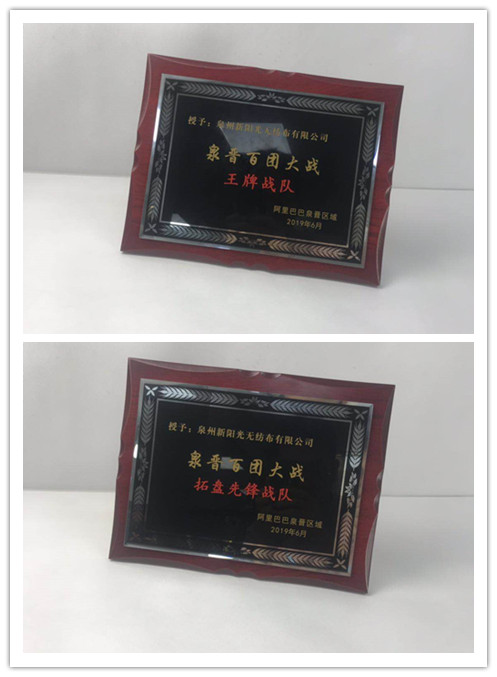 授予：泉州新阳光无纺布有限公司
泉晋百团大战
王牌战队
阿里巴巴泉晋区域
2019年6月
授予：泉州新阳光无纺布有限公司
泉晋百团大战
拓盘先锋战队
阿里巴巴泉晋区域
2019年6月